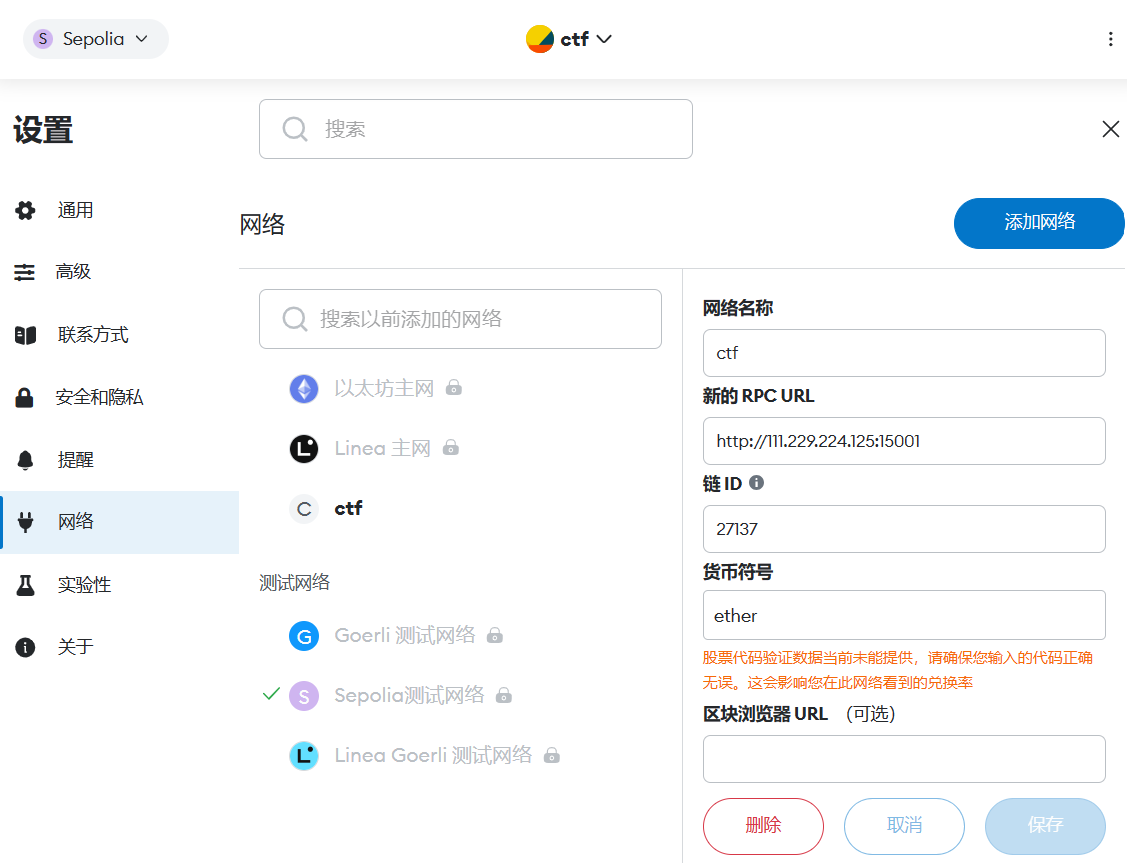 S Sepolia
ctf
设置
搜索
通用
高级
联系方式
安全和隐私
提醒
网络
实验性
关于
网络
添加网络
搜索以前添加的网络
以太坊主网
L Linea 主网
C ctf
测试网络
G Goerli 测试网络
S Sepolia测试网络
L Linea Goerli 测试网络
网络名称
ctf
新的 RPC URL
http://111.229.224.125:15001
链 ID
27137
货币符号
ether
股票代码验证数据当前未能提供，请确保您输入的代码正确
无误。这会影响您在此网络看到的兑换率
区块浏览器 URL （可选）
删除
取消
保存